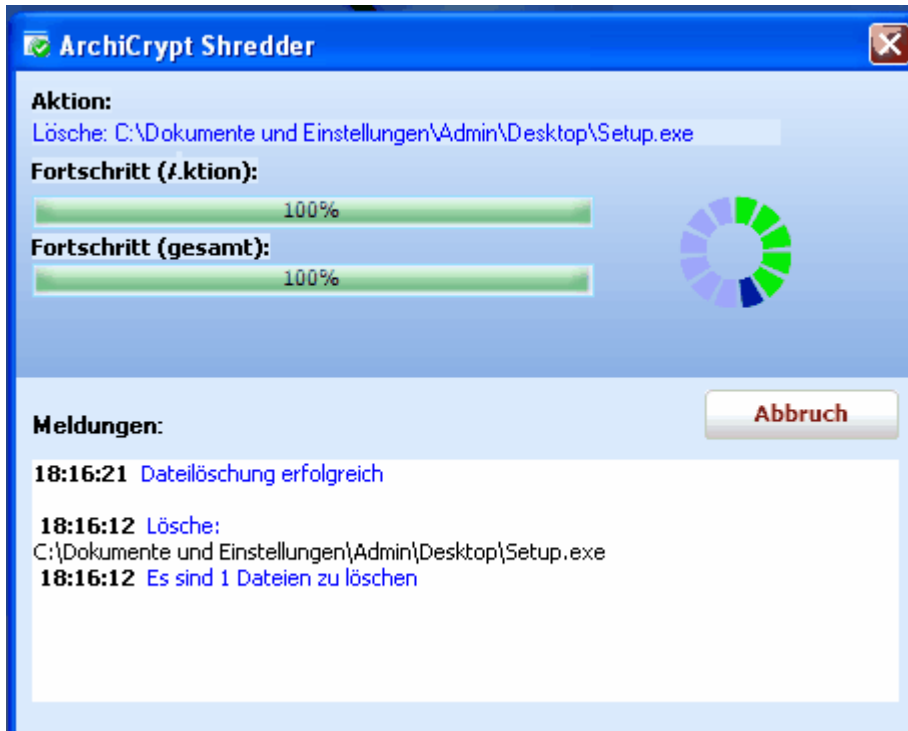 ArchiCrypt Shredder
Aktion:
Lösche: C:\Dokumente und Einstellungen\Admin\Desktop\Setup.exe
Fortschritt (Aktion):
100%
Fortschritt (gesamt):
100%
Abbruch
Meldungen:
18:16:21 Dateilöschung erfolgreich
18:16:12 Lösche:
C:\Dokumente und Einstellungen\Admin\Desktop\Setup.exe
18:16:12 Es sind 1 Dateien zu löschen